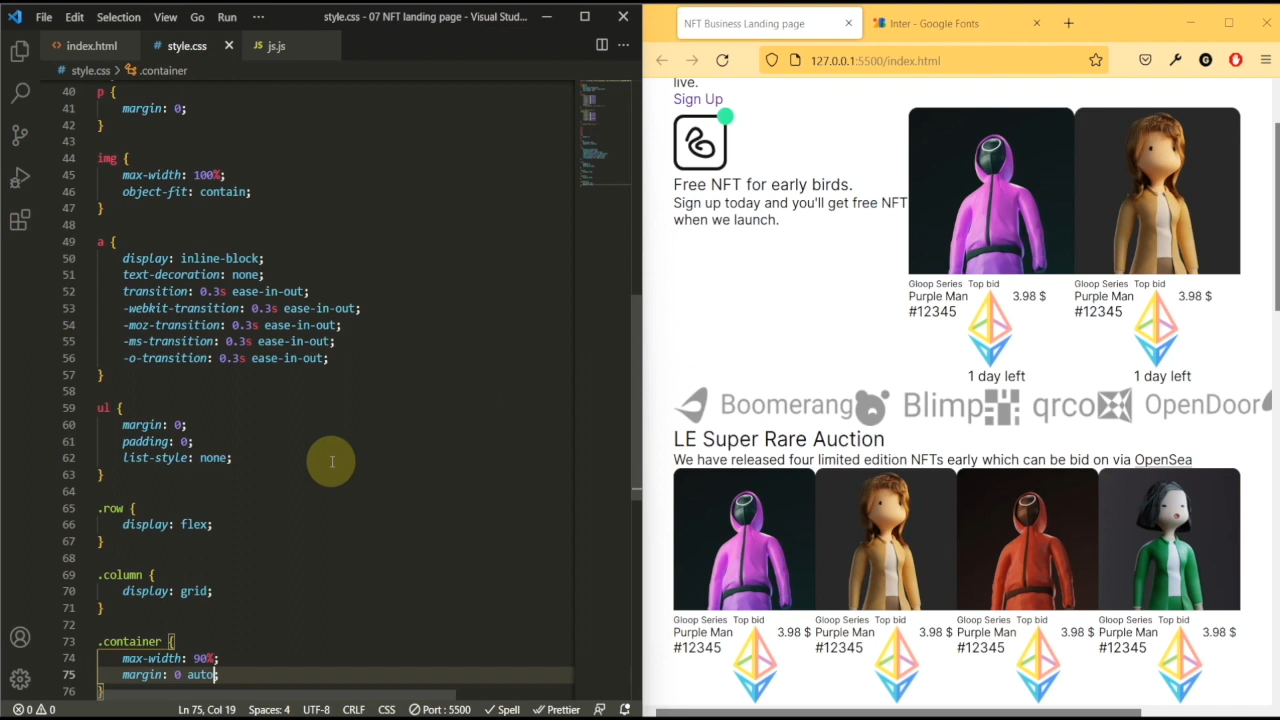 File Edit Selection View Go Run ··· style.css - 07 NFT landing page - Visual Stud...
index.html style.css js.js
style.css > .container
40 p {
41 margin: 0;
42 }
43
44 img {
45 max-width: 100%;
46 object-fit: contain;
47 }
48
49 a {
50 display: inline-block;
51 text-decoration: none;
52 transition: 0.3s ease-in-out;
53 -webkit-transition: 0.3s ease-in-out;
54 -moz-transition: 0.3s ease-in-out;
55 -ms-transition: 0.3s ease-in-out;
56 -o-transition: 0.3s ease-in-out;
57 }
58
59 ul {
60 margin: 0;
61 padding: 0;
62 list-style: none;
63 }
64
65 .row {
66 display: flex;
67 }
68
69 .column {
70 display: grid;
71 }
72
73 .container {
74 max-width: 90%;
75 margin: 0 auto;
76 }
0 0 Ln 75, Col 19 Spaces: 4 UTF-8 CRLF CSS Port : 5500 Spell Prettier
NFT Business Landing page Inter - Google Fonts
127.0.0.1:5500/index.html
live.
Sign Up
Free NFT for early birds.
Sign up today and you'll get free NFT
when we launch.
Gloop Series Top bid Gloop Series Top bid
Purple Man 3.98 $ Purple Man 3.98 $
#12345 #12345
1 day left 1 day left
Boomerang Blimp qrco OpenDoor
LE Super Rare Auction
We have released four limited edition NFTs early which can be bid on via OpenSea
Gloop Series Top bid Gloop Series Top bid Gloop Series Top bid Gloop Series Top bid
Purple Man 3.98 $ Purple Man 3.98 $ Purple Man 3.98 $ Purple Man 3.98 $
#12345 #12345 #12345 #12345